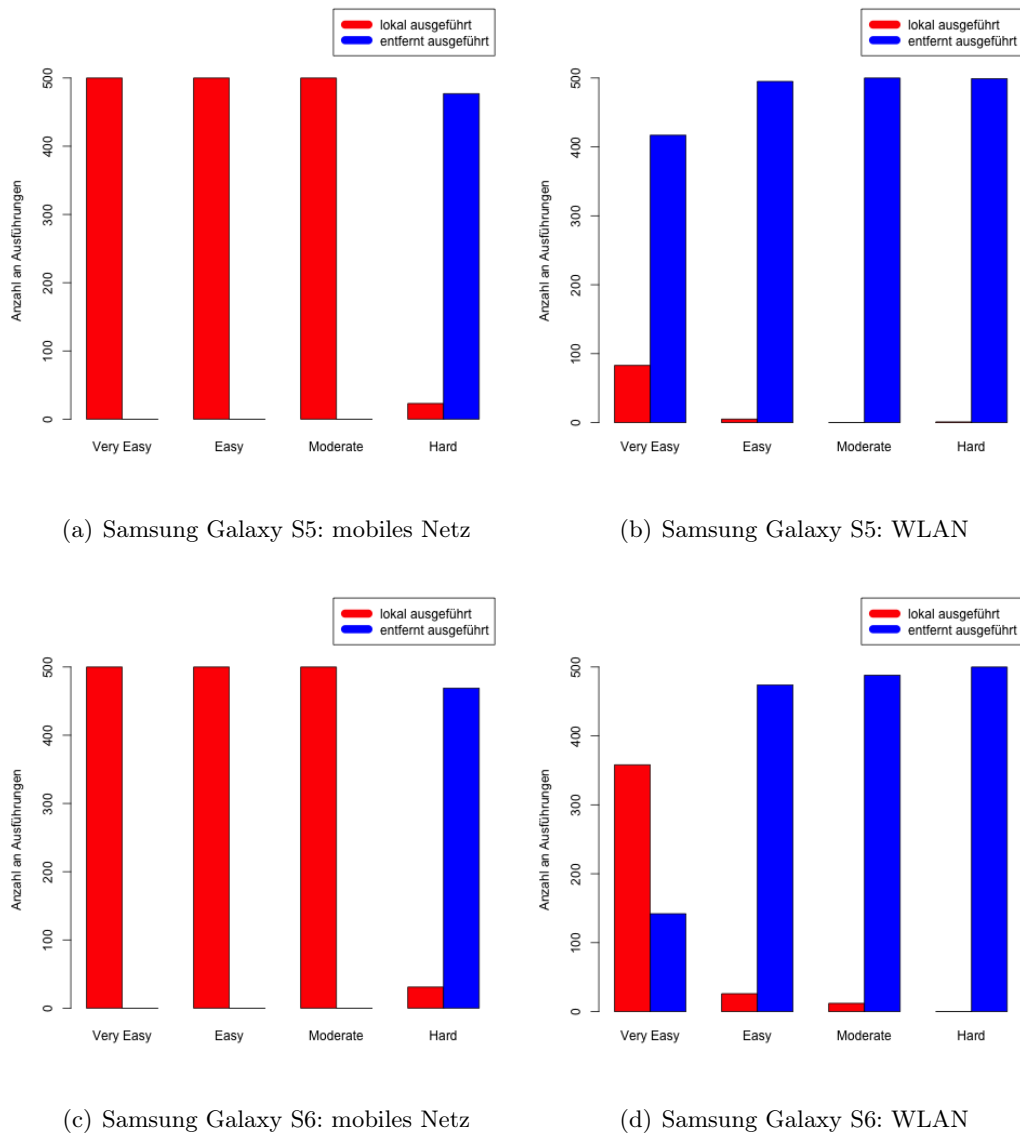 lokal ausgeführt
entfernt ausgeführt
Anzahl an Ausführungen
0
100
200
300
400
500
Very Easy
Easy
Moderate
Hard
(a) Samsung Galaxy S5: mobiles Netz
lokal ausgeführt
entfernt ausgeführt
Anzahl an Ausführungen
0
100
200
300
400
500
Very Easy
Easy
Moderate
Hard
(b) Samsung Galaxy S5: WLAN
lokal ausgeführt
entfernt ausgeführt
Anzahl an Ausführungen
0
100
200
300
400
500
Very Easy
Easy
Moderate
Hard
(c) Samsung Galaxy S6: mobiles Netz
lokal ausgeführt
entfernt ausgeführt
Anzahl an Ausführungen
0
100
200
300
400
500
Very Easy
Easy
Moderate
Hard
(d) Samsung Galaxy S6: WLAN